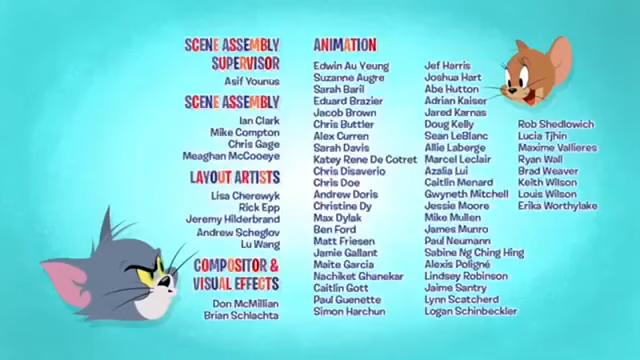 SCENE ASSEMBLY
SUPERVISOR
Asif Younus
SCENE ASSEMBLY
Ian Clark
Mike Compton
Chris Gage
Meaghan McCooeye
LAYOUT ARTISTS
Lisa Cherewyk
Rick Epp
Jeremy Hilderbrand
Andrew Scheglov
Lu Wang
COMPOSITOR &
VISUAL EFFECTS
Don McMillian
Brian Schlachta
ANIMATION
Edwin Au Yeung
Suzanne Augre
Sarah Baril
Eduard Brazier
Jacob Brown
Chris Buttler
Alex Curren
Sarah Davis
Katey Rene De Cotret
Chris Disaverio
Chris Doe
Andrew Doris
Christine Dy
Max Dylak
Ben Ford
Matt Friesen
Jamie Gallant
Maite Garcia
Nachiket Ghanekar
Caitlin Gott
Paul Guenette
Simon Harchun
Jef Harris
Joshua Hart
Abe Hutton
Adrian Kaiser
Jared Karnas
Doug Kelly
Sean LeBlanc
Allie Laberge
Marcel Leclair
Azalia Lui
Caitlin Menard
Gwyneth Mitchell
Jessie Moore
Mike Mullen
James Munro
Paul Neumann
Sabine Ng Ching Hing
Alexis Poligné
Lindsey Robinson
Jaime Santry
Lynn Scatcherd
Logan Schinbeckler
Rob Shedlowich
Lucia Tjhin
Maxime Vallieres
Ryan Wall
Brad Weaver
Keith Wilson
Louis Wilson
Erika Worthylake